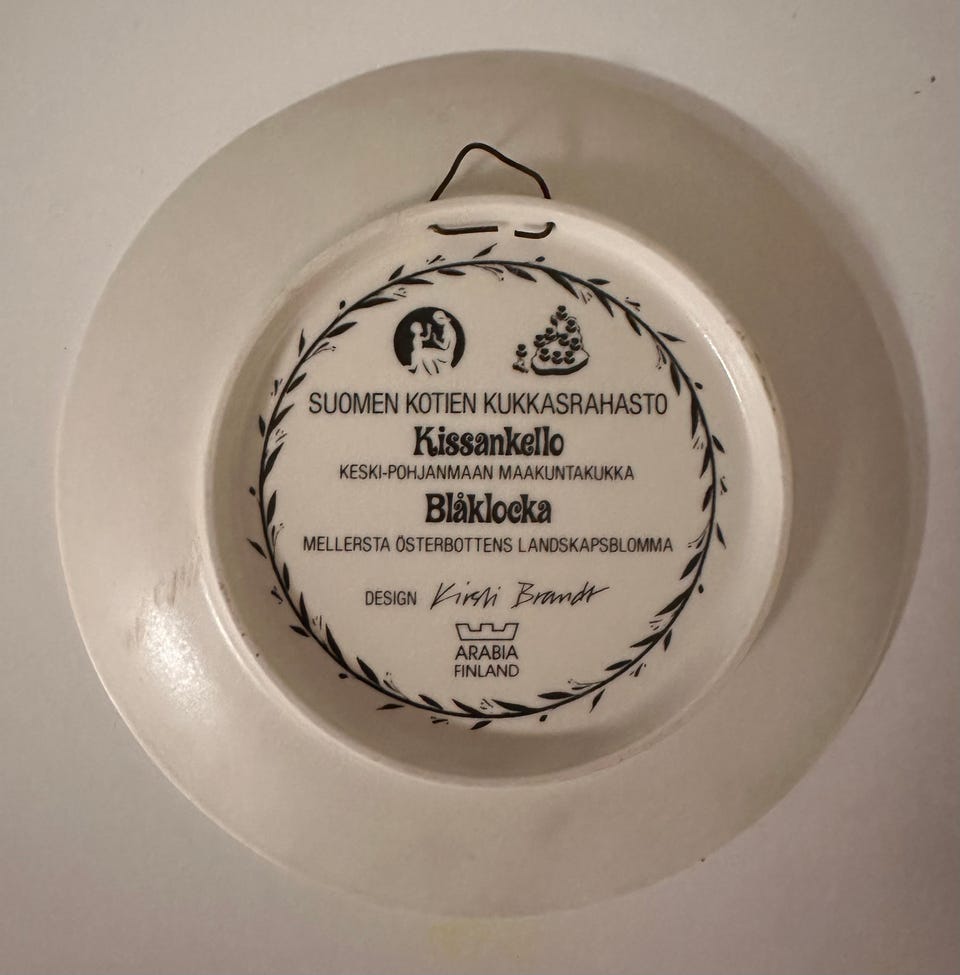 SUOMEN KOTIEN KUKKASRAHASTO
Kissankello
KESKI-POHJANMAAN MAAKUNTAKUKKA
Blåklocka
MELLERSTA ÖSTERBOTTENS LANDSKAPSBLOMMA
DESIGN Kirsti Brandt
ARABIA
FINLAND